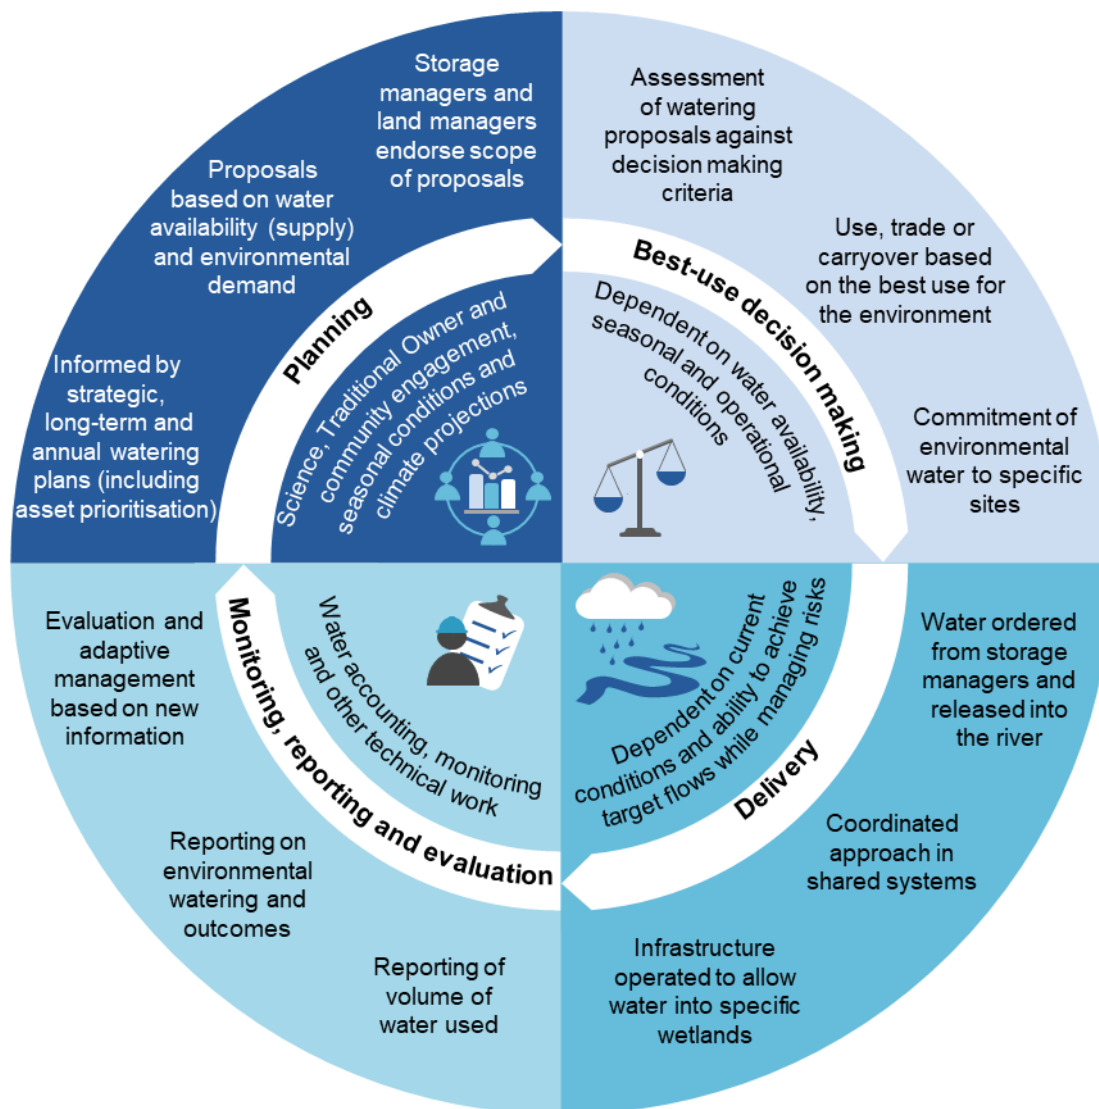 Storage
managers and
land managers
endorse scope
of proposals
Proposals
based on water
availability (supply)
and environmental
demand
Informed by
strategic,
long-term and
annual watering
plans (including
asset prioritisation)
Planning
Science, Traditional Owner and
community engagement,
seasonal conditions and
climate projections
Assessment
of watering
proposals against
decision making
criteria
Use, trade or
carryover based
on the best use for
the environment
Commitment of
environmental
water to specific
sites
Best-use decision making
Dependent on water availability,
seasonal and operational
conditions
Water ordered
from storage
managers and
released into
the river
Coordinated
approach in
shared systems
Infrastructure
operated to allow
water into specific
wetlands
Delivery
Dependent on current
conditions and ability to achieve
target flows while managing risks
Evaluation and
adaptive
management
based on new
information
Reporting on
environmental
watering and
outcomes
Reporting of
volume of
water used
Monitoring, reporting and evaluation
Water accounting, monitoring
and other technical work